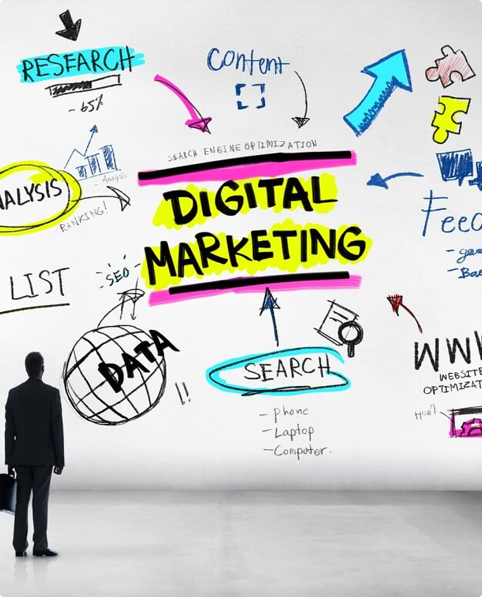 RESEARCH
- 65%
Content
SEARCH ENGINE OPTIMIZATION
DIGITAL
MARKETING
NALYSIS
- Analysis
RANKING!
Feed
LIST
SEO
DATA
!!
SEARCH
- Phone
- Laptop
- Computer.
WWW
WEBSITE
OPTIMIZAT
How?